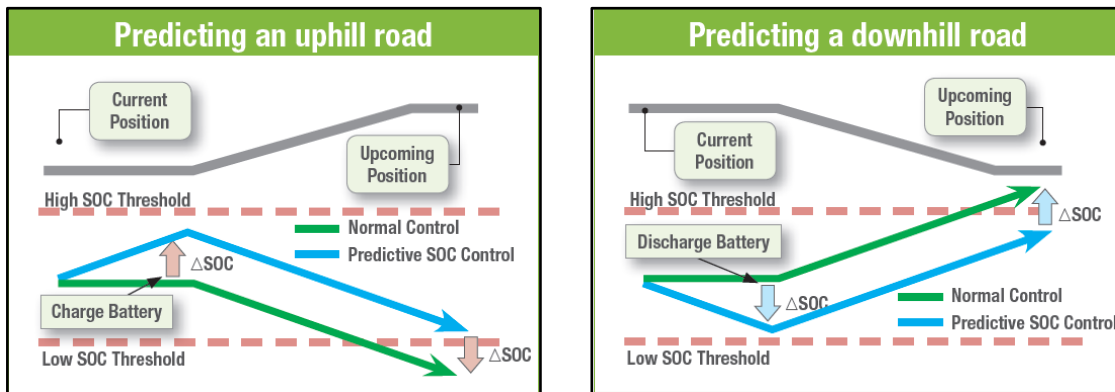 Predicting an uphill road
Current
Position
Upcoming
Position
High SOC Threshold
Normal Control
Predictive SOC Control
△SOC
Charge Battery
Low SOC Threshold
△SOC
Predicting a downhill road
Upcoming
Position
Current
Position
High SOC Threshold
△SOC
Discharge Battery
△SOC
Normal Control
Predictive SOC Control
Low SOC Threshold